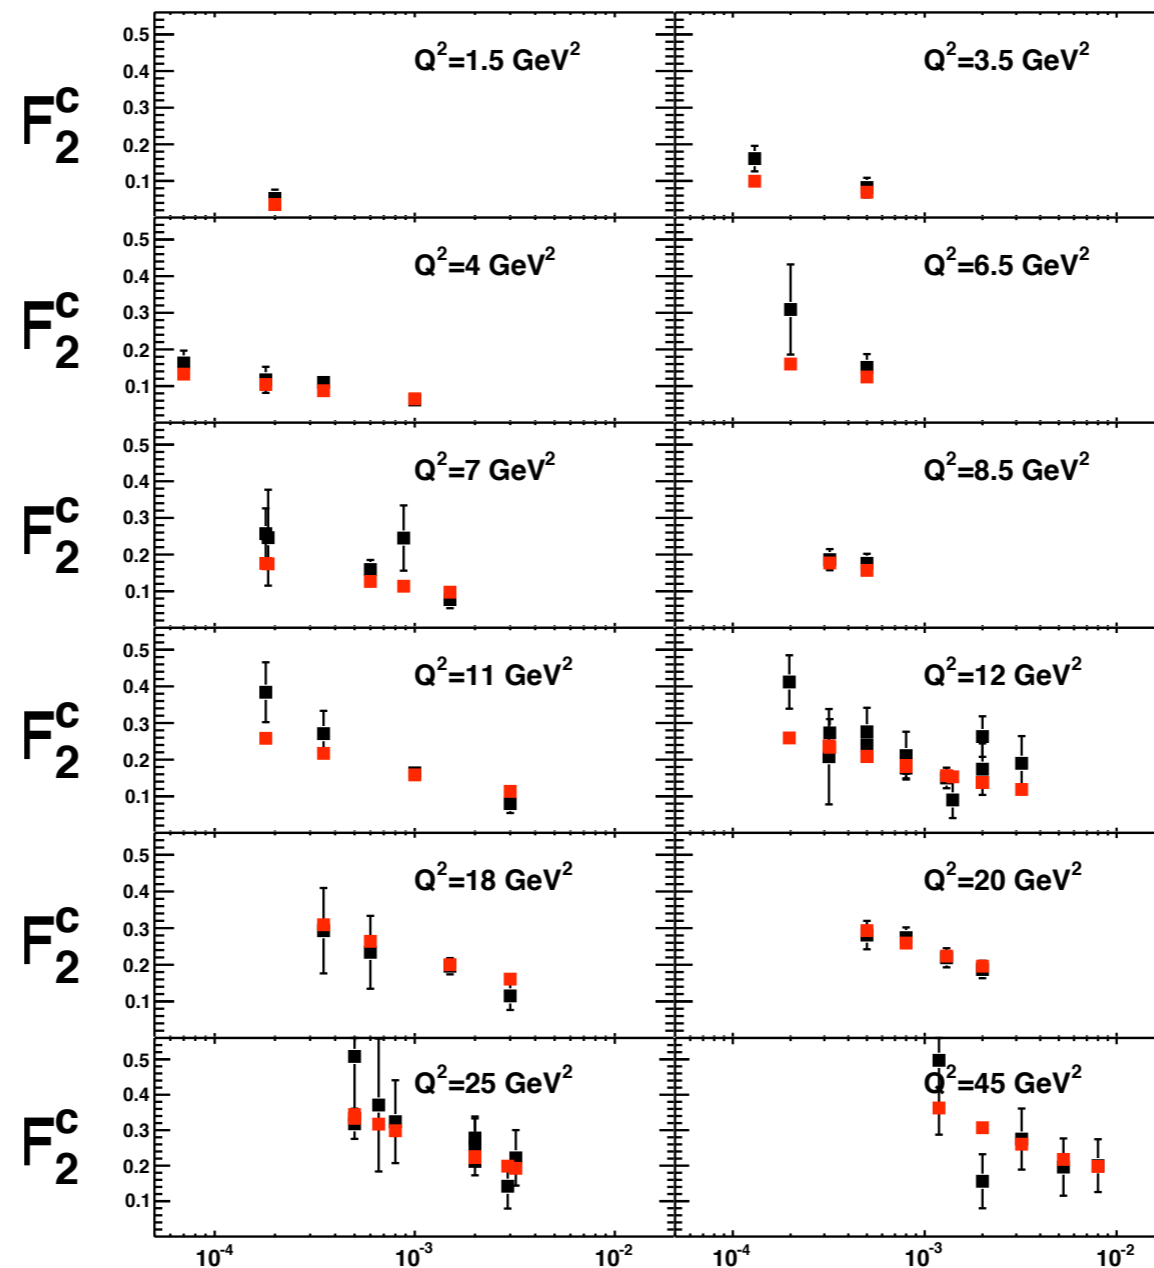 0.5 Q²=1.5 GeV² Q²=3.5 GeV²
0.4
F₂ᶜ 0.3
0.2
0.1
0.5 Q²=4 GeV² Q²=6.5 GeV²
0.4
F₂ᶜ 0.3
0.2
0.1
0.5 Q²=7 GeV² Q²=8.5 GeV²
0.4
F₂ᶜ 0.3
0.2
0.1
0.5 Q²=11 GeV² Q²=12 GeV²
0.4
F₂ᶜ 0.3
0.2
0.1
0.5 Q²=18 GeV² Q²=20 GeV²
0.4
F₂ᶜ 0.3
0.2
0.1
0.5 Q²=25 GeV² Q²=45 GeV²
0.4
F₂ᶜ 0.3
0.2
0.1
10⁻⁴ 10⁻³ 10⁻² 10⁻⁴ 10⁻³ 10⁻²